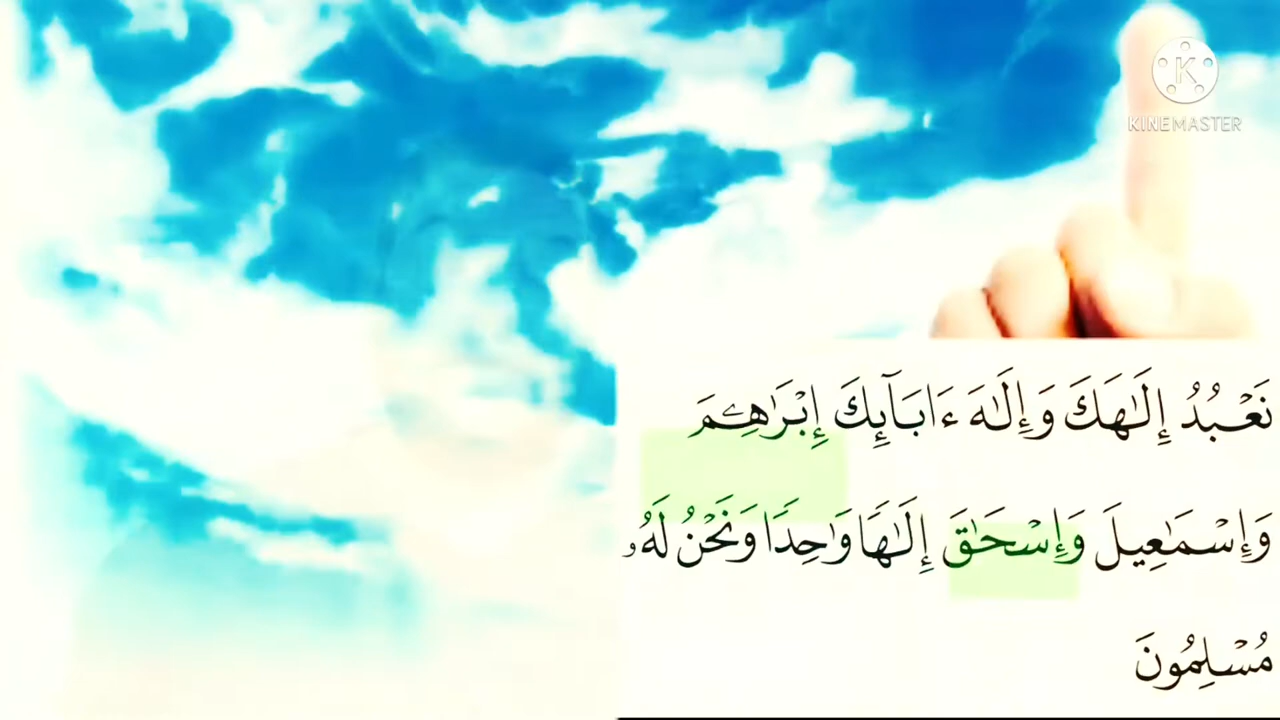 KINEMASTER
نَعْبُدُ إِلَٰهَكَ وَإِلَٰهَ ءَابَآئِكَ إِبْرَٰهِـۧمَ
وَإِسْمَٰعِيلَ وَإِسْحَٰقَ إِلَٰهًا وَٰحِدًا وَنَحْنُ لَهُۥ
مُسْلِمُونَ